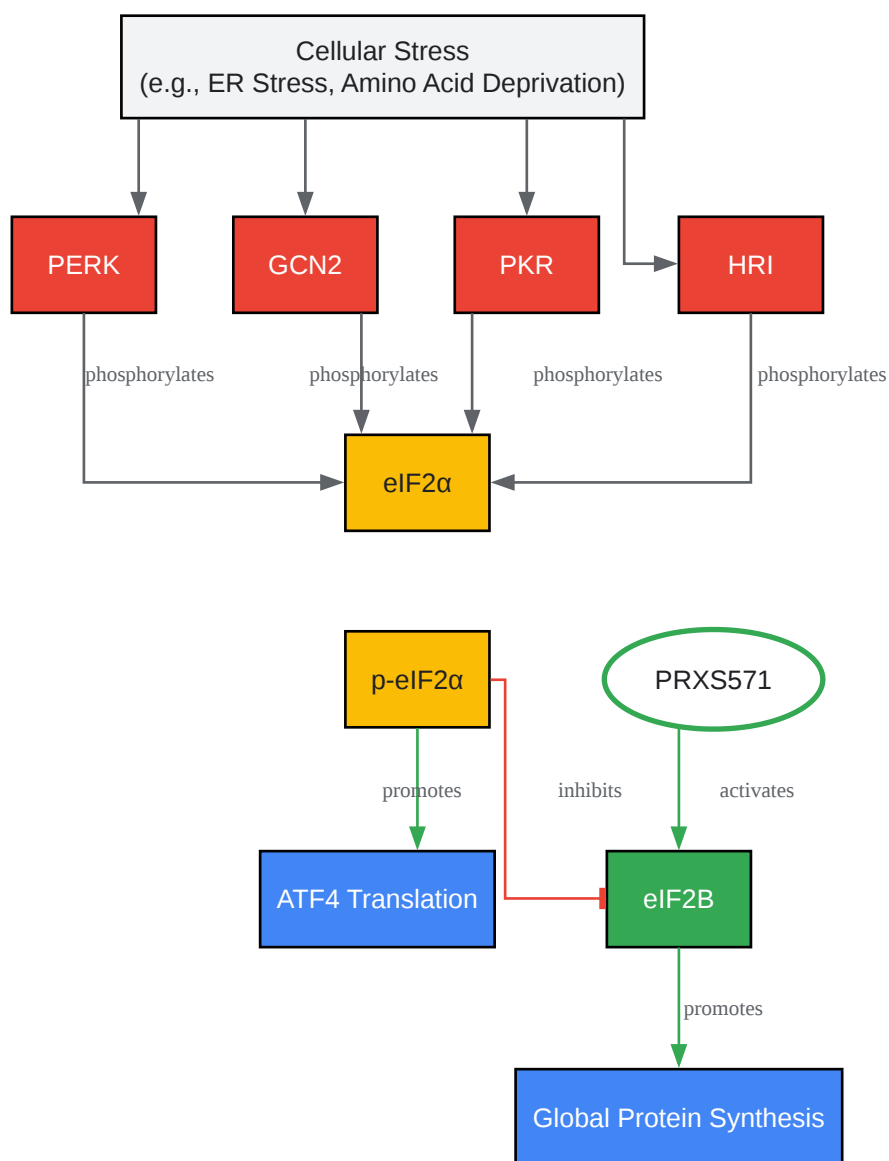 Cellular Stress
(e.g., ER Stress, Amino Acid Deprivation)
PERK
GCN2
PKR
HRI
phosphorylates
phosphorylates
phosphorylates
phosphorylates
eIF2α
p-eIF2α
PRXS571
promotes
inhibits
activates
ATF4 Translation
eIF2B
promotes
Global Protein Synthesis